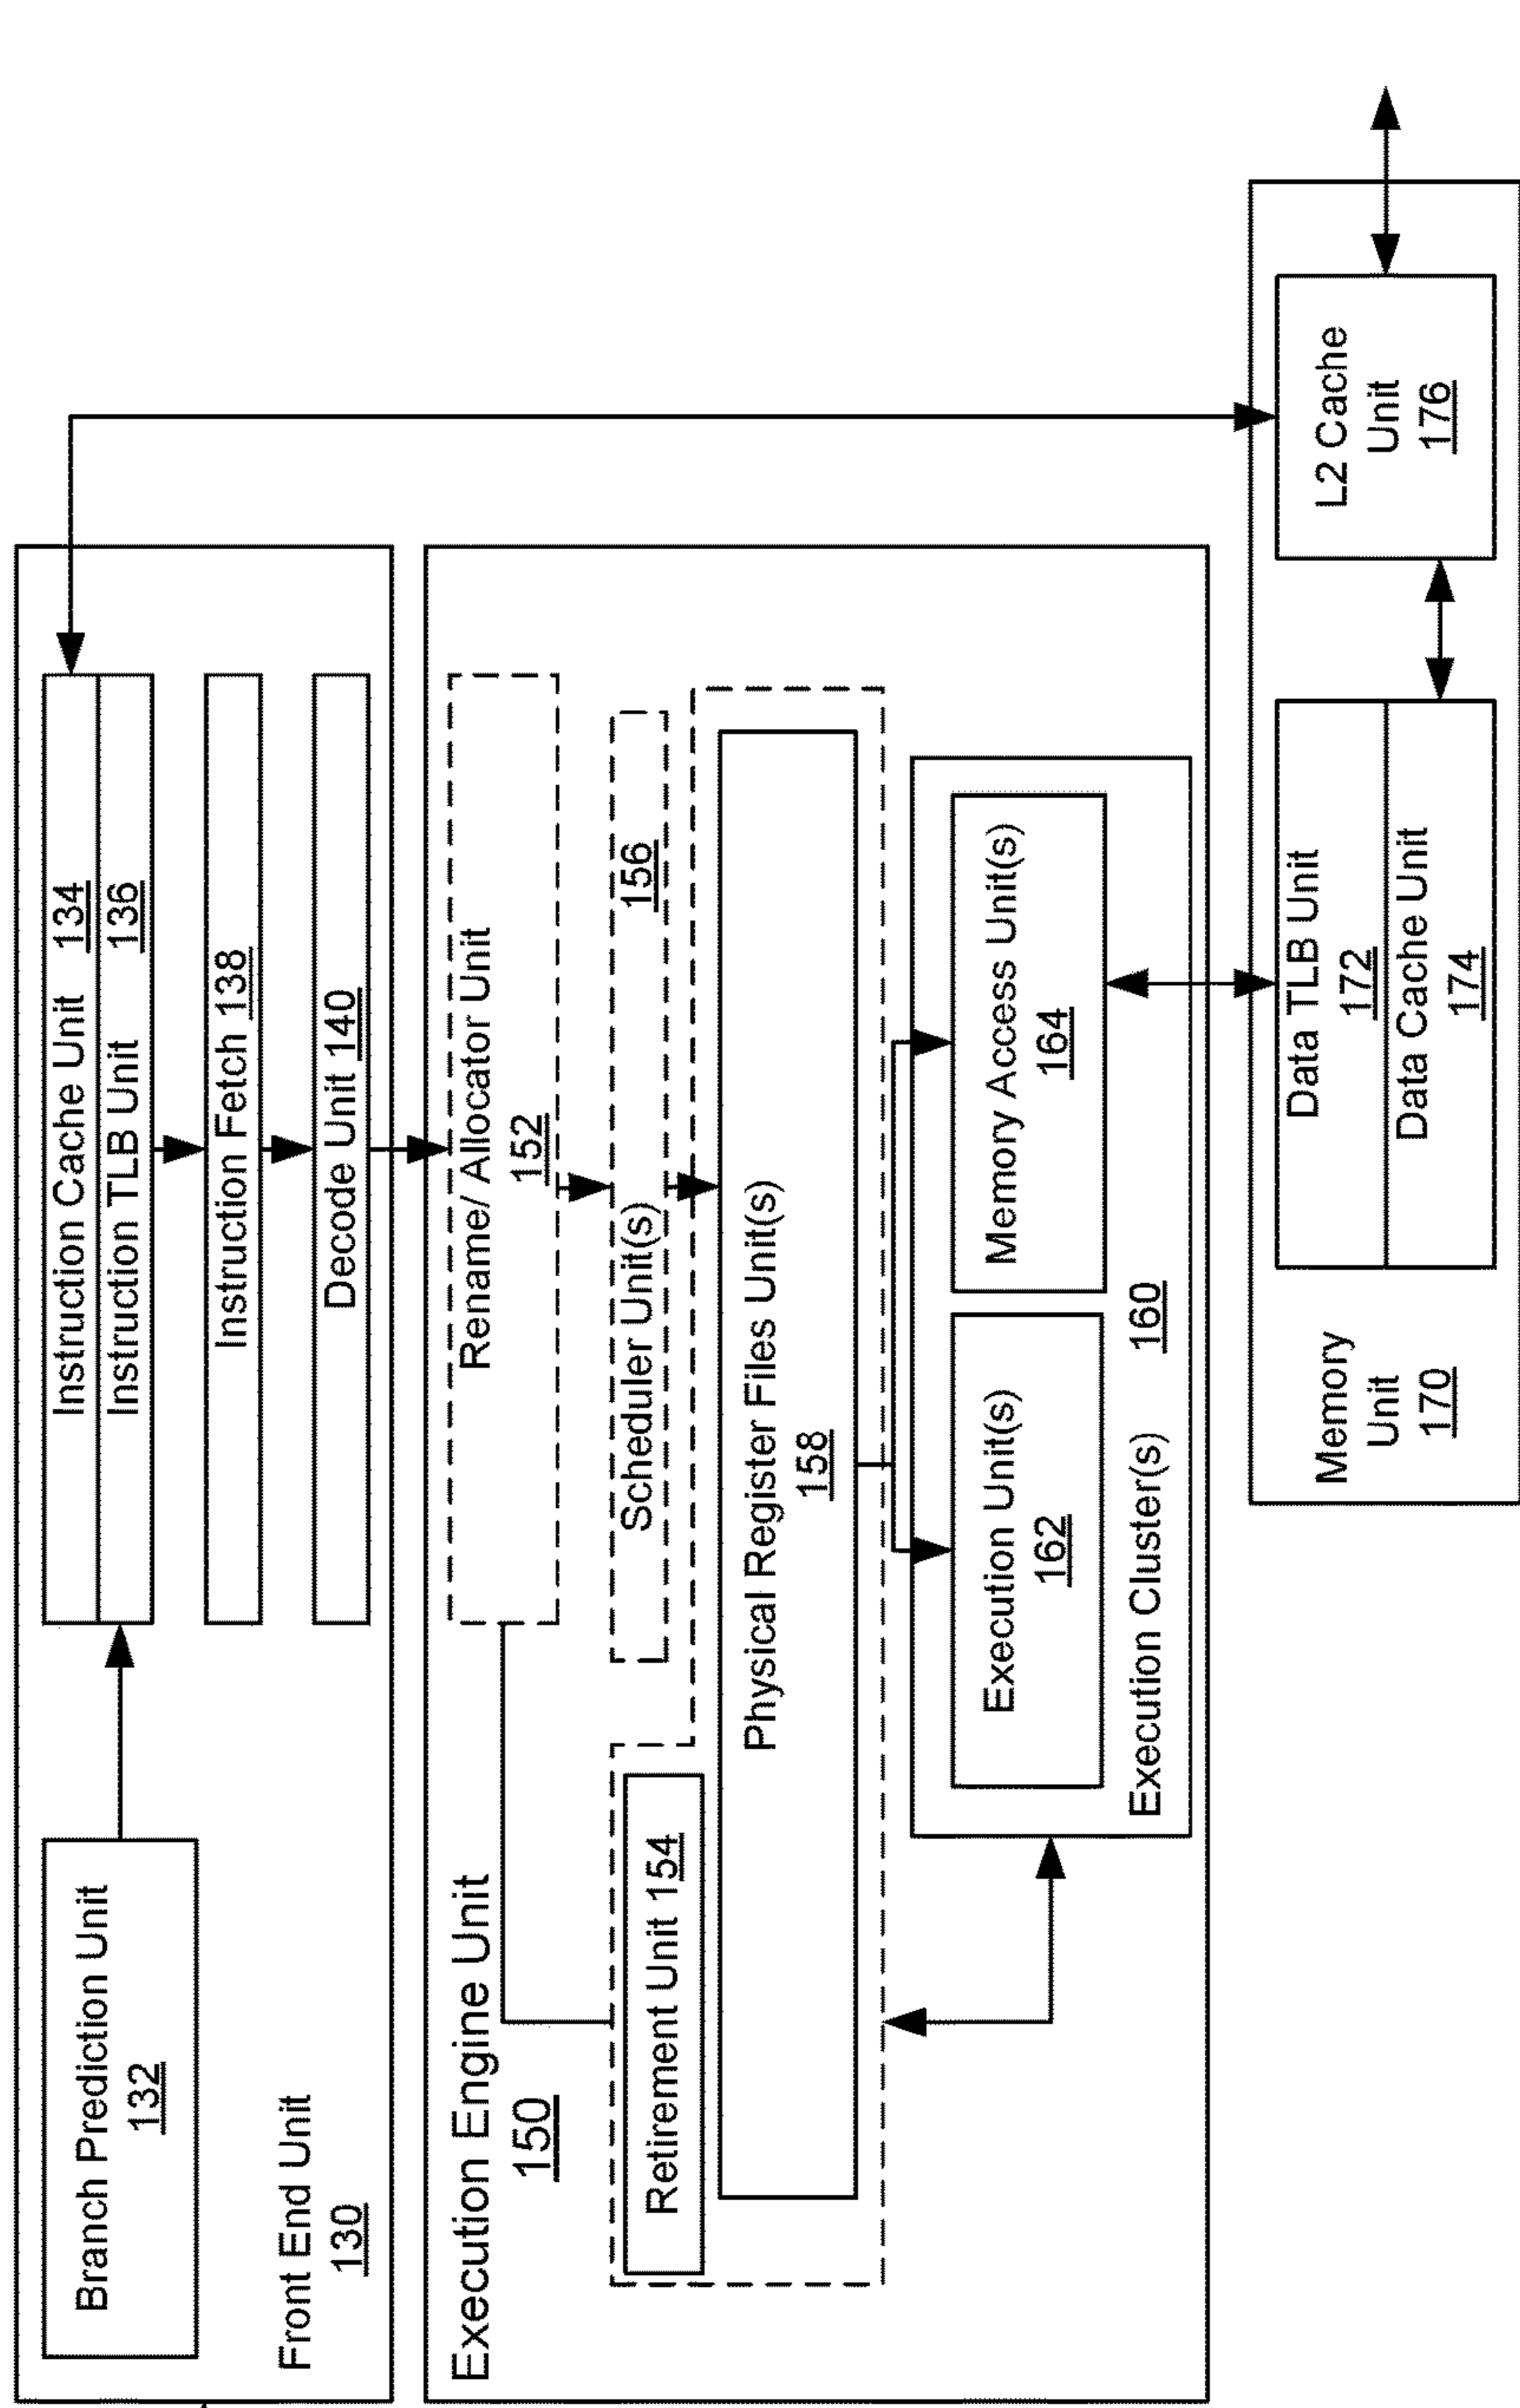 Branch Prediction Unit
132
Instruction Cache Unit 134
Instruction TLB Unit 136
Instruction Fetch 138
Decode Unit 140
Front End Unit
130
Execution Engine Unit
150
Rename/ Allocator Unit
152
Scheduler Unit(s) 156
Retirement Unit 154
Physical Register Files Unit(s)
158
Execution Unit(s)
162
Memory Access Unit(s)
164
Execution Cluster(s) 160
Memory
Unit
170
Data TLB Unit
172
Data Cache Unit
174
L2 Cache
Unit
176